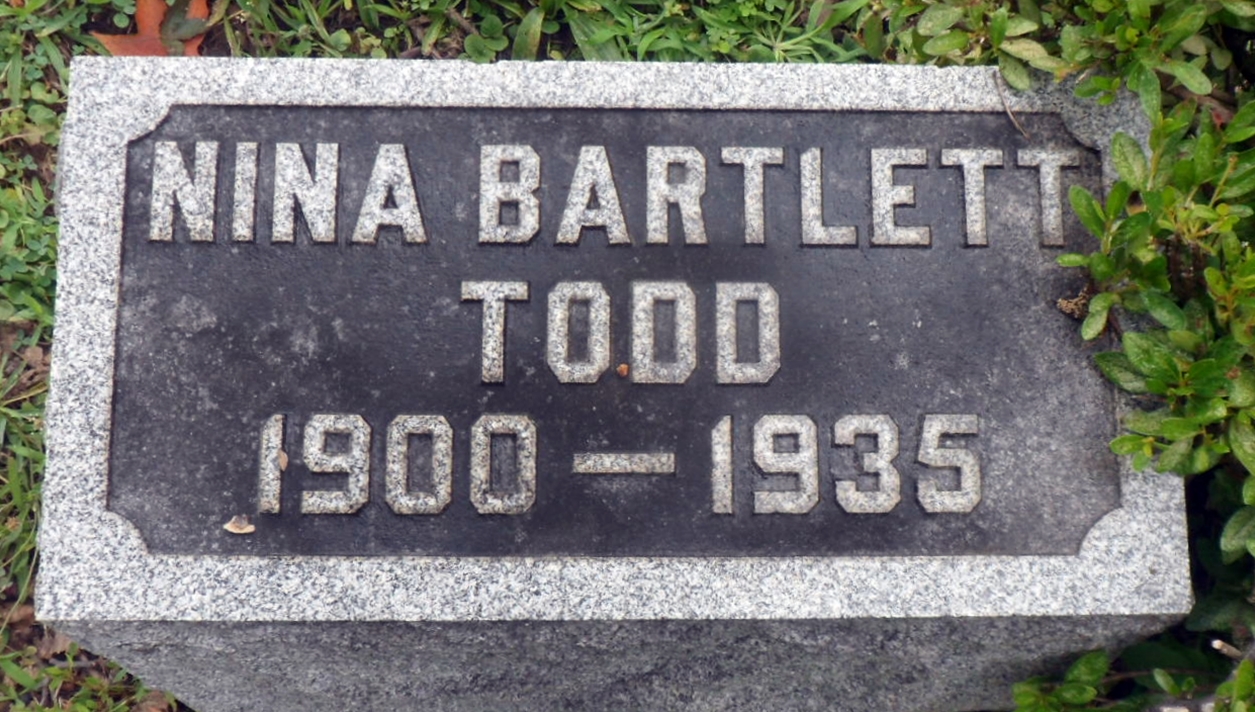 NINA BARTLETT
TODD
1900 — 1935